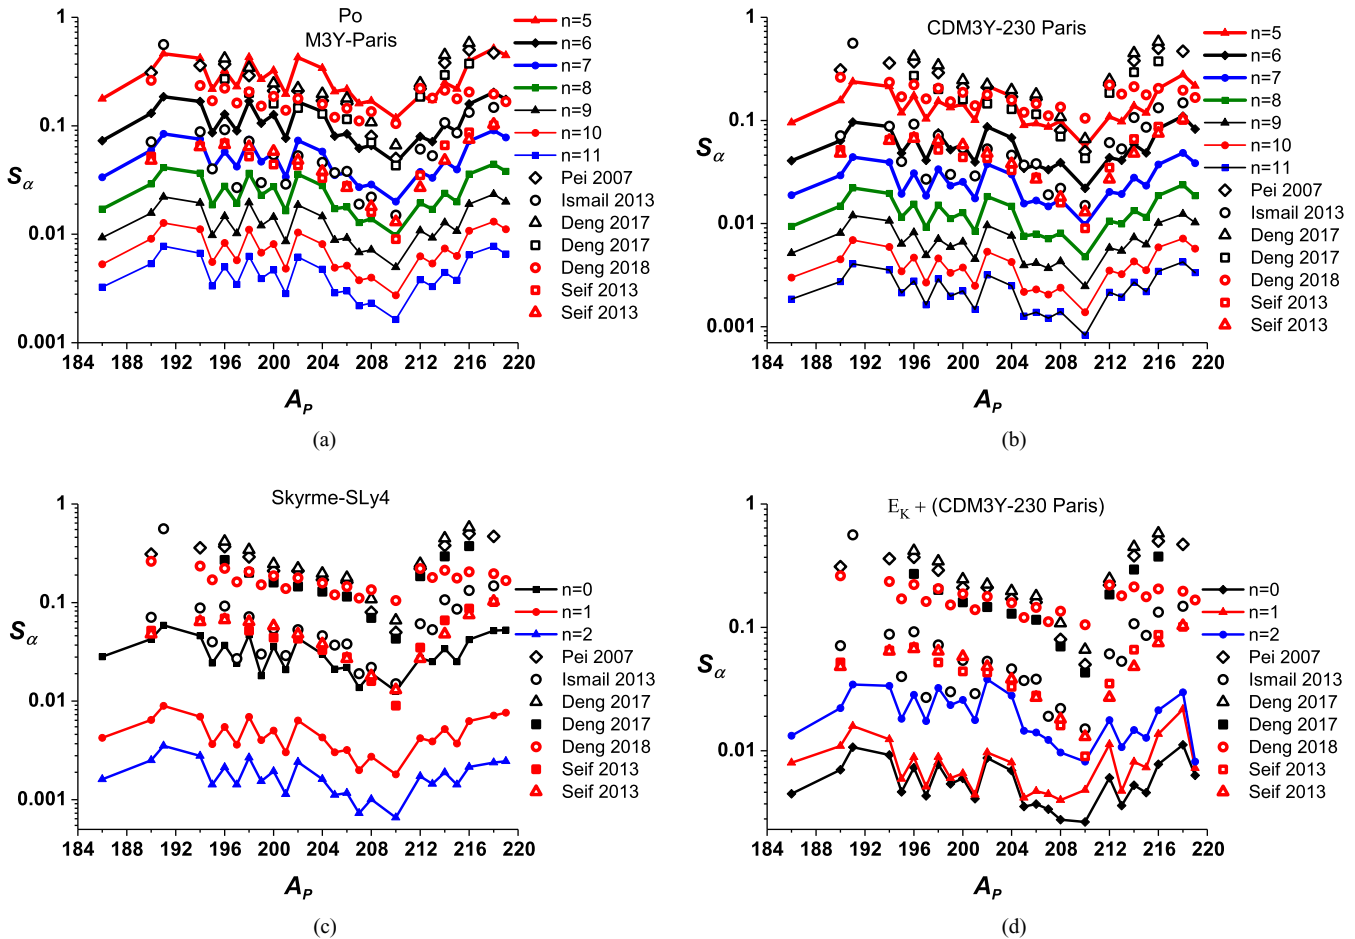 Po
M3Y-Paris
1
0.1
0.01
0.001
Sα
184 188 192 196 200 204 208 212 216 220
AP
n=5
n=6
n=7
n=8
n=9
n=10
n=11
Pei 2007
Ismail 2013
Deng 2017
Deng 2017
Deng 2018
Seif 2013
Seif 2013
(a)
CDM3Y-230 Paris
1
0.1
0.01
0.001
Sα
184 188 192 196 200 204 208 212 216 220
AP
n=5
n=6
n=7
n=8
n=9
n=10
n=11
Pei 2007
Ismail 2013
Deng 2017
Deng 2017
Deng 2018
Seif 2013
Seif 2013
(b)
Skyrme-SLy4
1
0.1
0.01
0.001
Sα
184 188 192 196 200 204 208 212 216 220
AP
n=0
n=1
n=2
Pei 2007
Ismail 2013
Deng 2017
Deng 2017
Deng 2018
Seif 2013
Seif 2013
(c)
EK + (CDM3Y-230 Paris)
1
0.1
0.01
Sα
184 188 192 196 200 204 208 212 216 220
AP
n=0
n=1
n=2
Pei 2007
Ismail 2013
Deng 2017
Deng 2017
Deng 2018
Seif 2013
Seif 2013
(d)